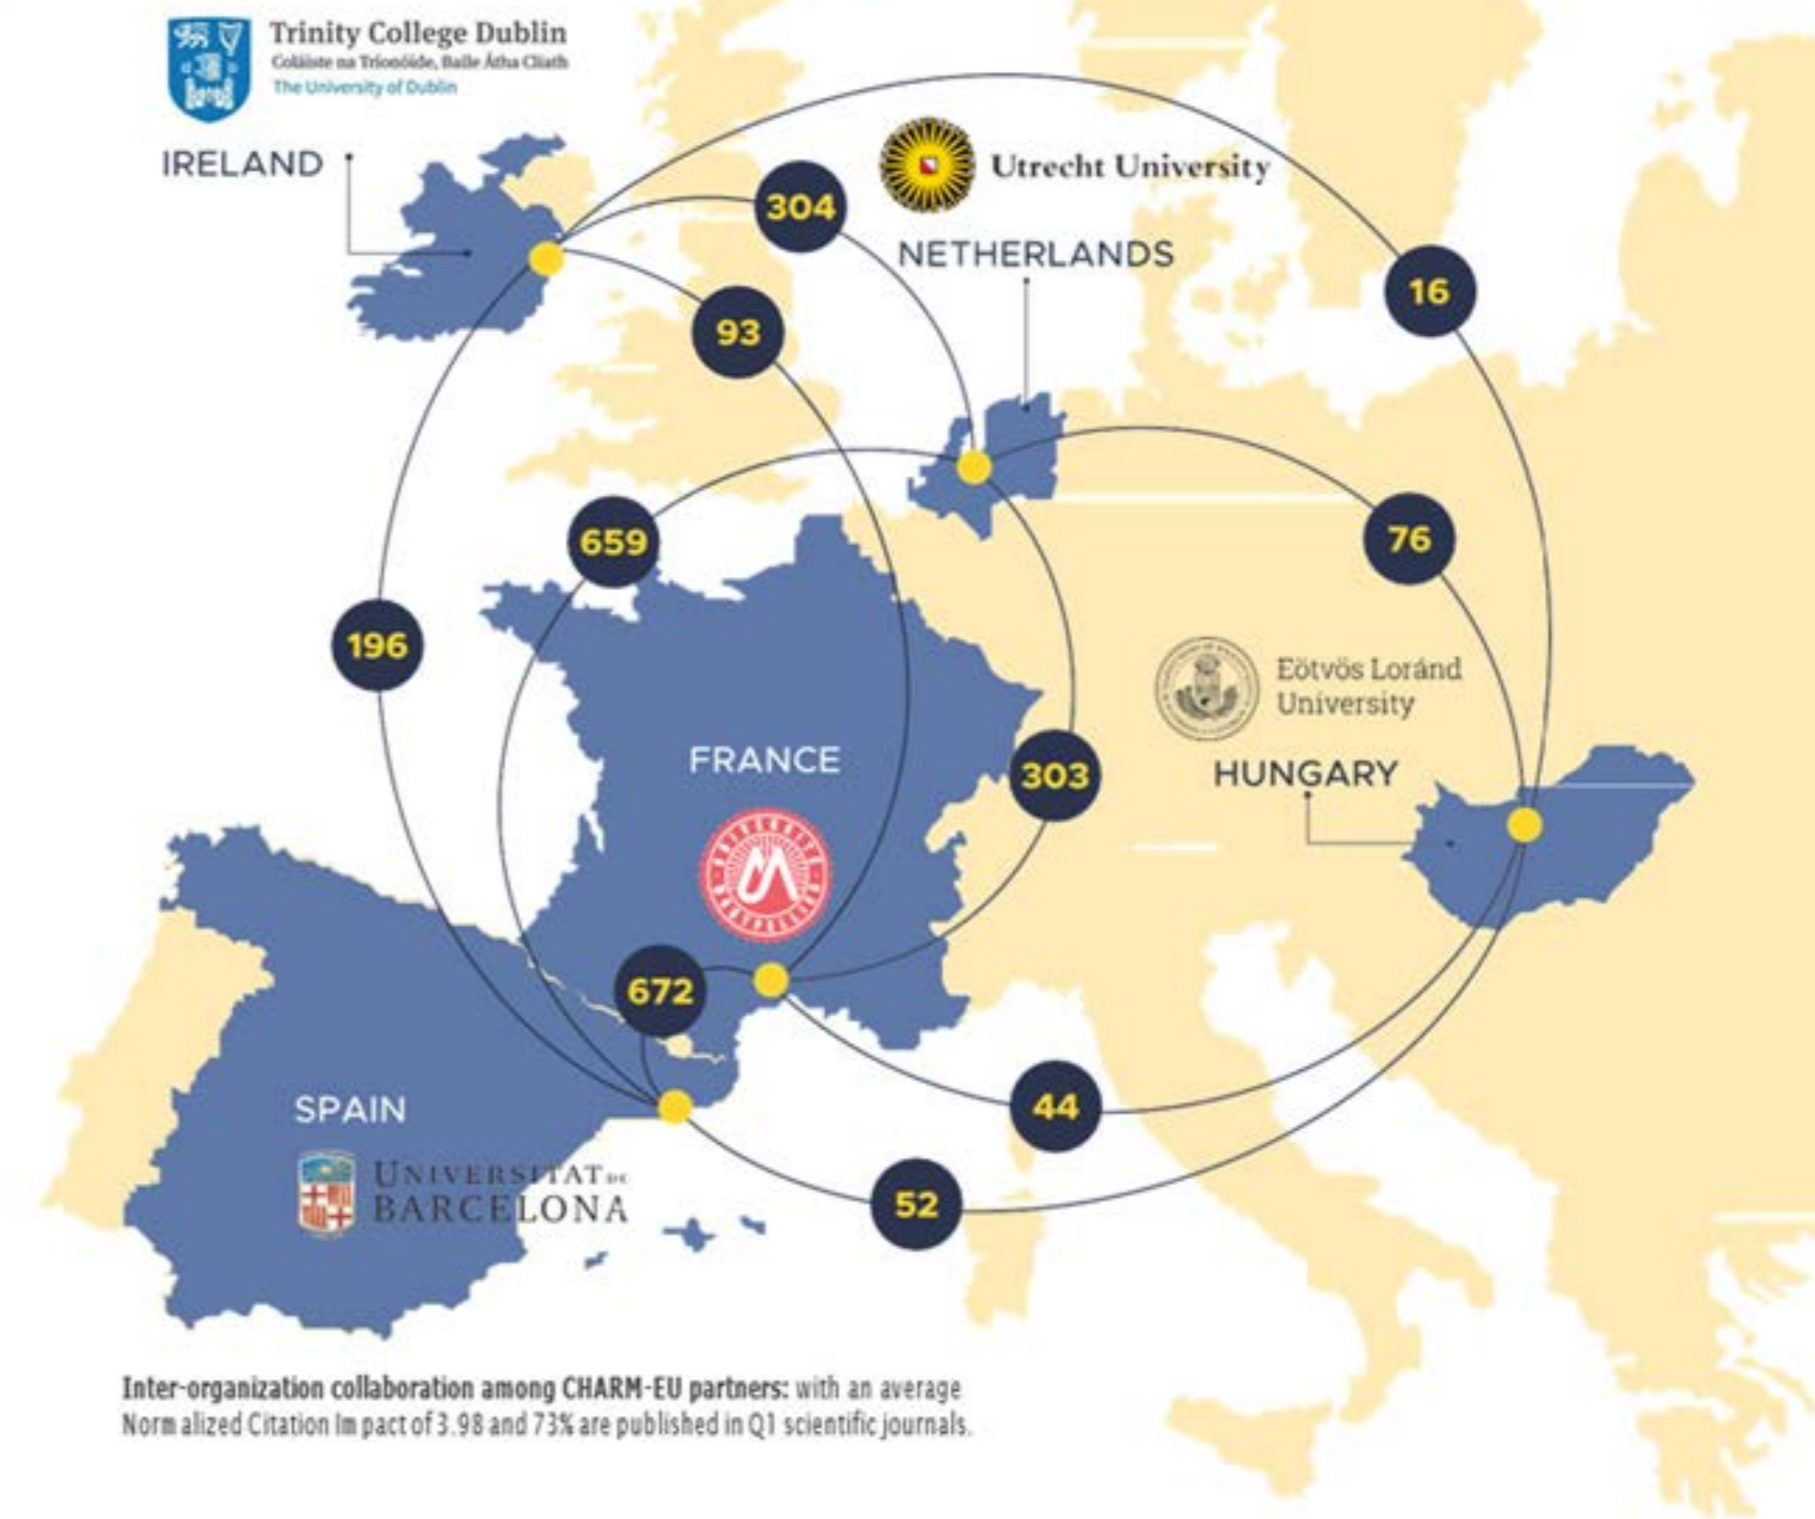 Trinity College Dublin
Coláiste na Tríonóide, Baile Átha Cliath
The University of Dublin
IRELAND
304
Utrecht University
NETHERLANDS
16
93
659
76
196
Eötvös Loránd
University
FRANCE
303
HUNGARY
UNIVERSITÉ
MONTPELLIER
672
SPAIN
44
UNIVERSITAT DE
BARCELONA
52
Inter-organization collaboration among CHARM-EU partners: with an average
Normalized Citation Impact of 3.98 and 73% are published in Q1 scientific journals.